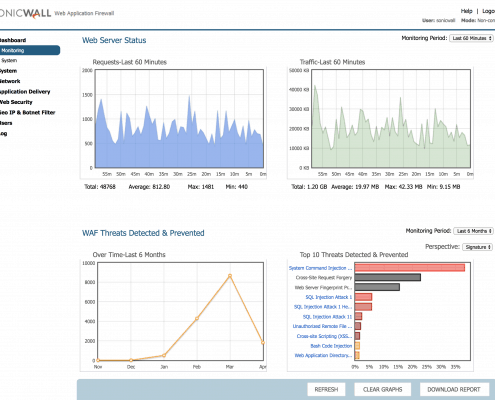 ONICWALL Web Application Firewall
Help | Logo
User: sonicwall Mode: Non-con
Dashboard
Monitoring
System
System
Network
Application Delivery
Web Security
Geo IP & Botnet Filter
Users
Log
Web Server Status
Monitoring Period: Last 60 Minutes
Requests-Last 60 Minutes
2000
1500
1000
500
0
55m 50m 45m 40m 35m 30m 25m 20m 15m 10m 5m 0m
Total: 48768 Average: 812.80 Max: 1481 Min: 440
Traffic-Last 60 Minutes
50000 KB
40000 KB
30000 KB
20000 KB
10000 KB
0 KB
55m 50m 45m 40m 35m 30m 25m 20m 15m 10m 5m 0m
Total: 1.20 GB Average: 19.97 MB Max: 42.33 MB Min: 9.15 MB
WAF Threats Detected & Prevented
Monitoring Period: Last 6 Months
Perspective: Signature
Over Time-Last 6 Months
10000
8000
6000
4000
2000
0
Nov Dec Jan Feb Mar Apr
Top 10 Threats Detected & Prevented
System Command Injection ...
Cross-Site Request Forgery
Web Server Fingerprint Pr...
SQL Injection Attack 1
SQL Injection Attack 1 He...
SQL Injection Attack 11
Unauthorized Remote File ...
Cross-site Scripting (XSS...
Bash Code Injection
Web Application Directory...
0% 5% 10% 15% 20% 25% 30% 35%
REFRESH CLEAR GRAPHS DOWNLOAD REPORT